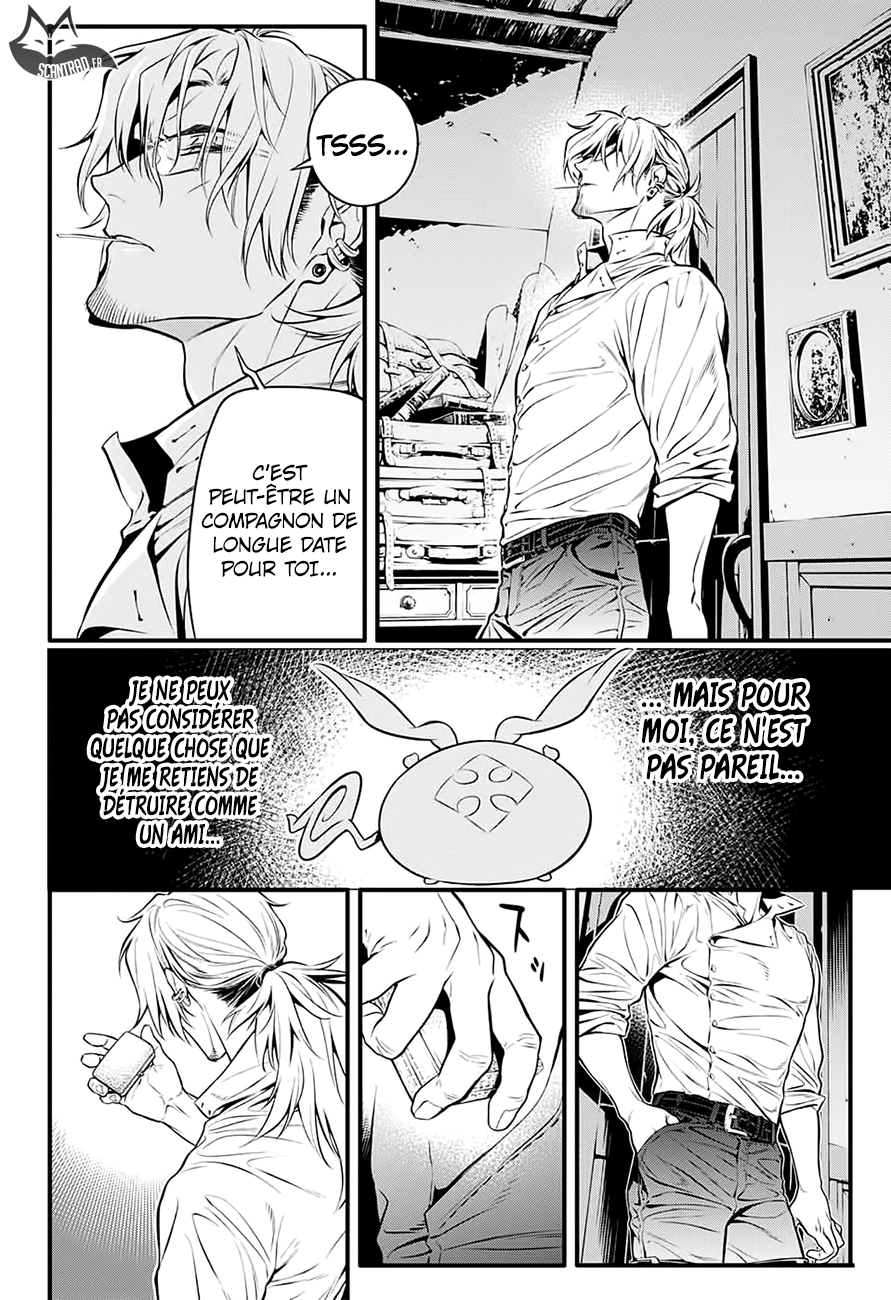 SCANTRAD.FR
TSSS...
C'EST
PEUT-ÊTRE UN
COMPAGNON DE
LONGUE DATE
POUR TOI...
... MAIS POUR
MOI, CE N'EST
PAS PAREIL...
JE NE PEUX
PAS CONSIDÉRER
QUELQUE CHOSE QUE
JE ME RETIENS DE
DÉTRUIRE COMME
UN AMI...
ズッ